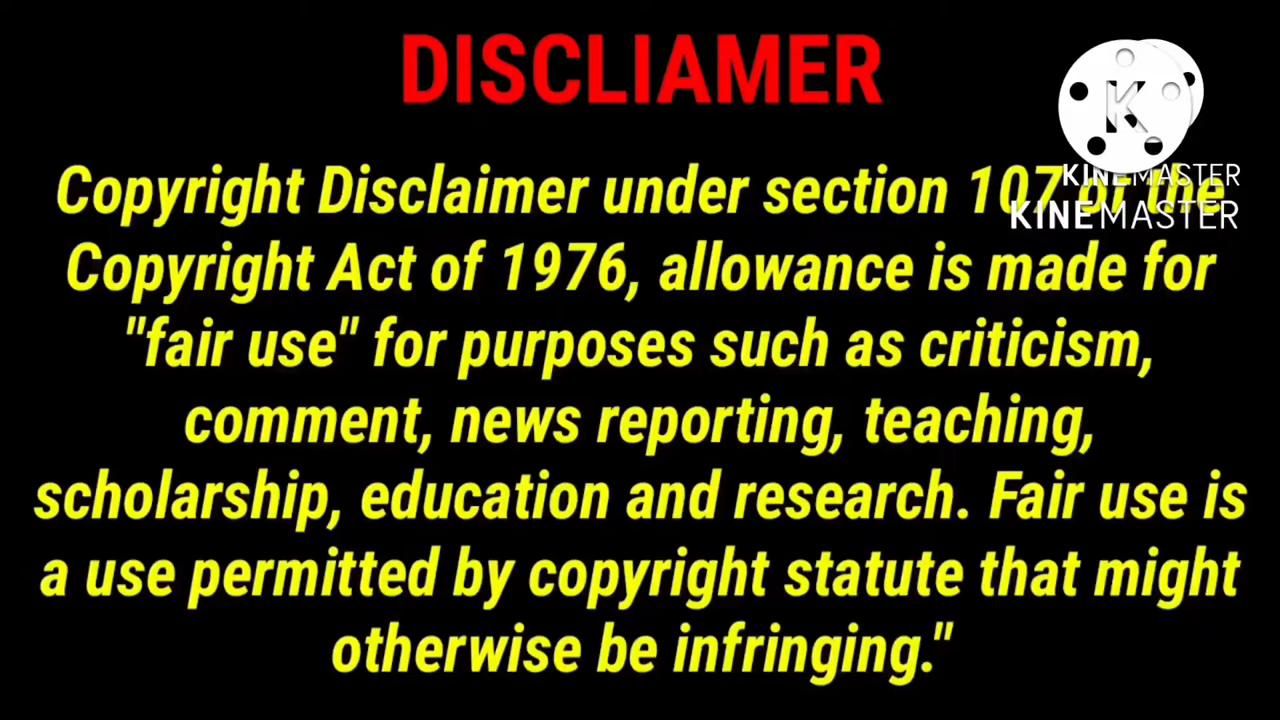 DISCLIAMER
Copyright Disclaimer under section 107 of the
Copyright Act of 1976, allowance is made for
"fair use" for purposes such as criticism,
comment, news reporting, teaching,
scholarship, education and research. Fair use is
a use permitted by copyright statute that might
otherwise be infringing."
K
KINEMASTER
KINEMASTER